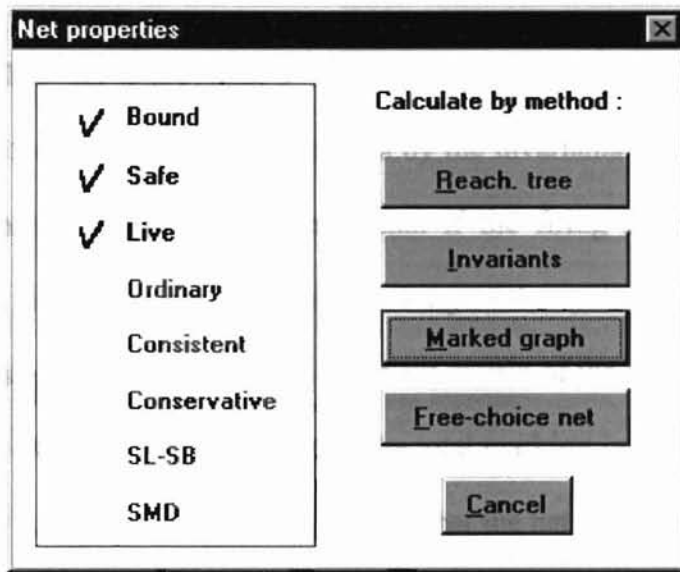 Net properties
Bound
Safe
Live
Ordinary
Consistent
Conservative
SL-SB
SMD
Calculate by method :
Reach. tree
Invariants
Marked graph
Free-choice net
Cancel